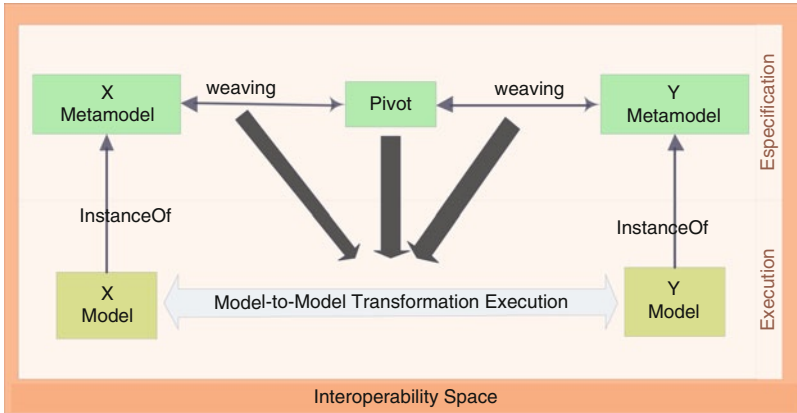 X
Metamodel
weaving
Pivot
weaving
Y
Metamodel
Especification
InstanceOf
InstanceOf
X
Model
Model-to-Model Transformation Execution
Y
Model
Execution
Interoperability Space